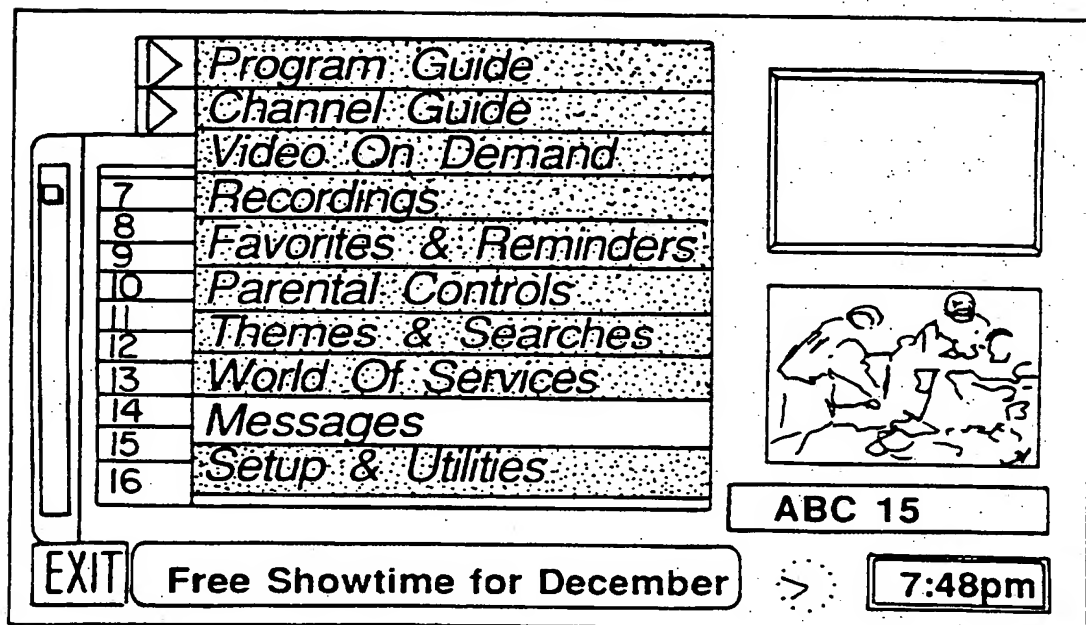 Program Guide
Channel Guide
Video On Demand
7 Recordings
8
9 Favorites & Reminders
10 Parental Controls
11
12 Themes & Searches
13 World Of Services
14 Messages
15
16 Setup & Utilities
ABC 15
EXIT Free Showtime for December 7:48pm